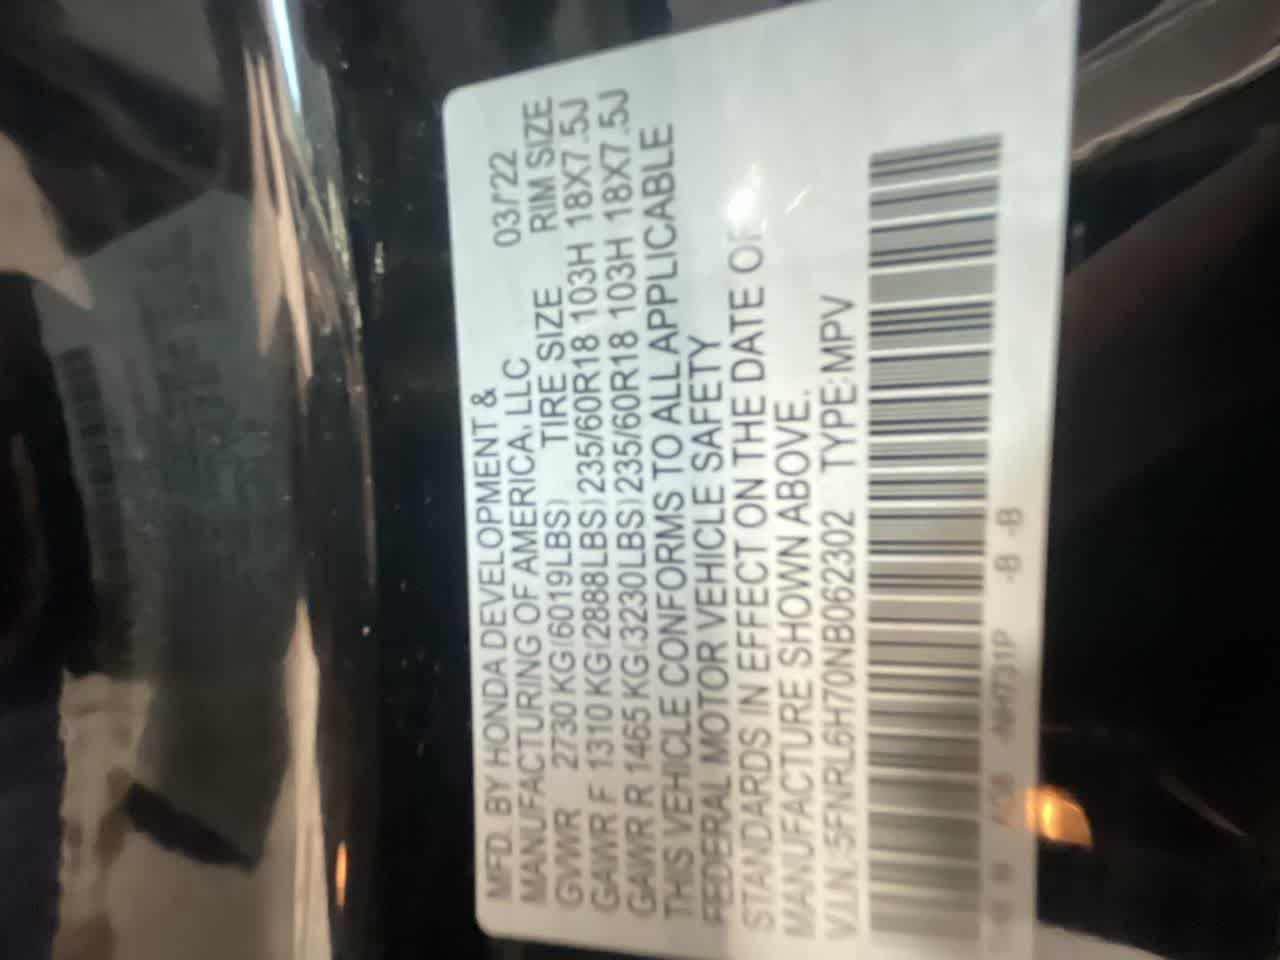 MFD. BY HONDA DEVELOPMENT &
MANUFACTURING OF AMERICA, LLC 03/'22
GVWR 2730 KG(6019LBS) TIRE SIZE RIM SIZE
GAWR F 1310 KG(2888LBS) 235/60R18 103H 18X7.5J
GAWR R 1465 KG(3230LBS) 235/60R18 103H 18X7.5J
THIS VEHICLE CONFORMS TO ALL APPLICABLE
FEDERAL MOTOR VEHICLE SAFETY
STANDARDS IN EFFECT ON THE DATE OF
MANUFACTURE SHOWN ABOVE.
V.I.N.:5FNRL6H70NB062302 TYPE:MPV
-B -B